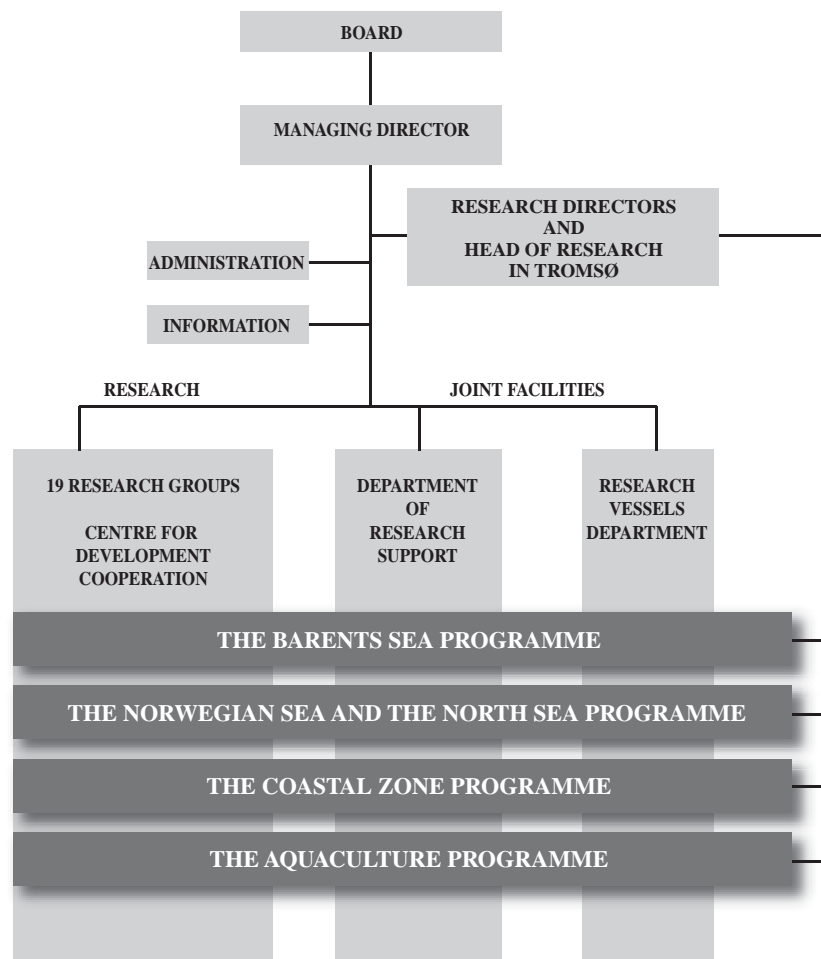 BOARD
MANAGING DIRECTOR
RESEARCH DIRECTORS
AND
HEAD OF RESEARCH
IN TROMSØ
ADMINISTRATION
INFORMATION
RESEARCH
JOINT FACILITIES
19 RESEARCH GROUPS
CENTRE FOR
DEVELOPMENT
COOPERATION
DEPARTMENT
OF
RESEARCH
SUPPORT
RESEARCH
VESSELS
DEPARTMENT
THE BARENTS SEA PROGRAMME
THE NORWEGIAN SEA AND THE NORTH SEA PROGRAMME
THE COASTAL ZONE PROGRAMME
THE AQUACULTURE PROGRAMME